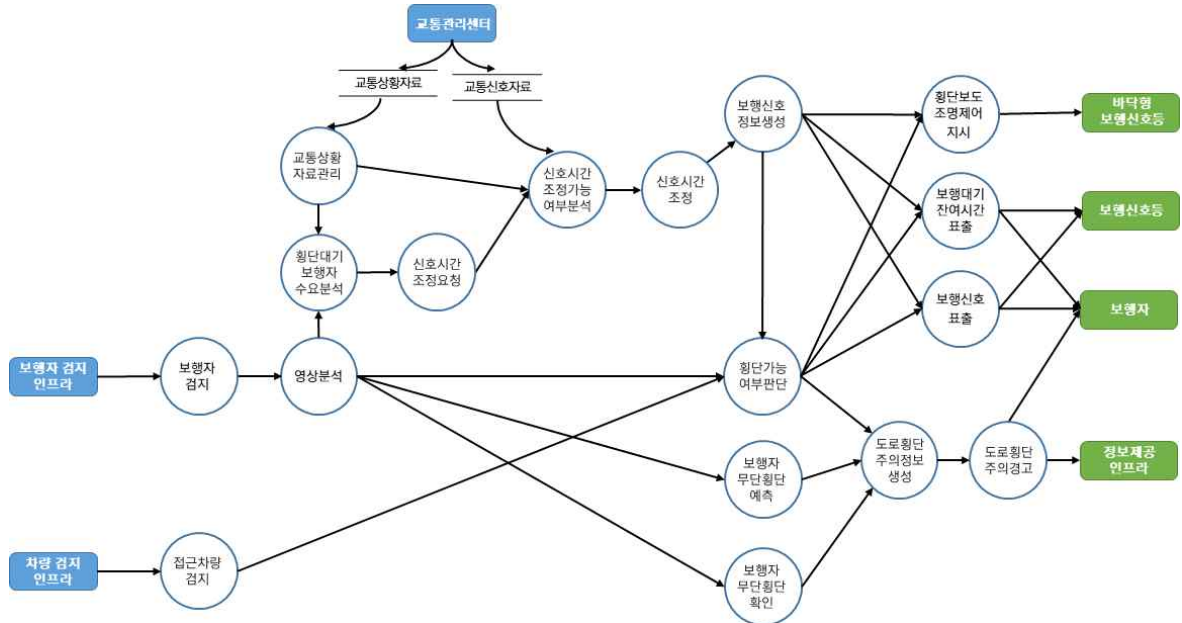 교통관리센터
교통상황자료
교통신호자료
보행신호
정보생성
횡단보도
조명제어
지시
바닥형
보행신호등
교통상황
자료관리
신호시간
조정가능
여부분석
신호시간
조정
보행대기
잔여시간
표출
보행신호등
횡단대기
보행자
수요분석
신호시간
조정요청
보행신호
표출
보행자
보행자 검지
인프라
보행자
검지
영상분석
횡단가능
여부판단
도로횡단
주의정보
생성
도로횡단
주의경고
정보제공
인프라
보행자
무단횡단
예측
차량 검지
인프라
접근차량
검지
보행자
무단횡단
확인